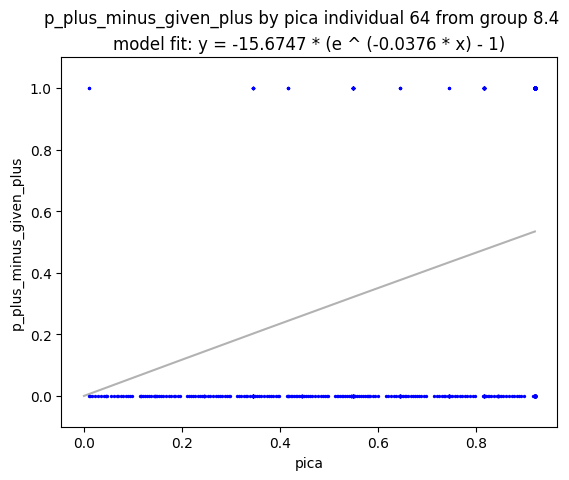 p_plus_minus_given_plus by pica individual 64 from group 8.4
model fit: y = -15.6747 * (e ^ (-0.0376 * x) - 1)
1.0
0.8
0.6
0.4
0.2
0.0
p_plus_minus_given_plus
0.0 0.2 0.4 0.6 0.8
pica